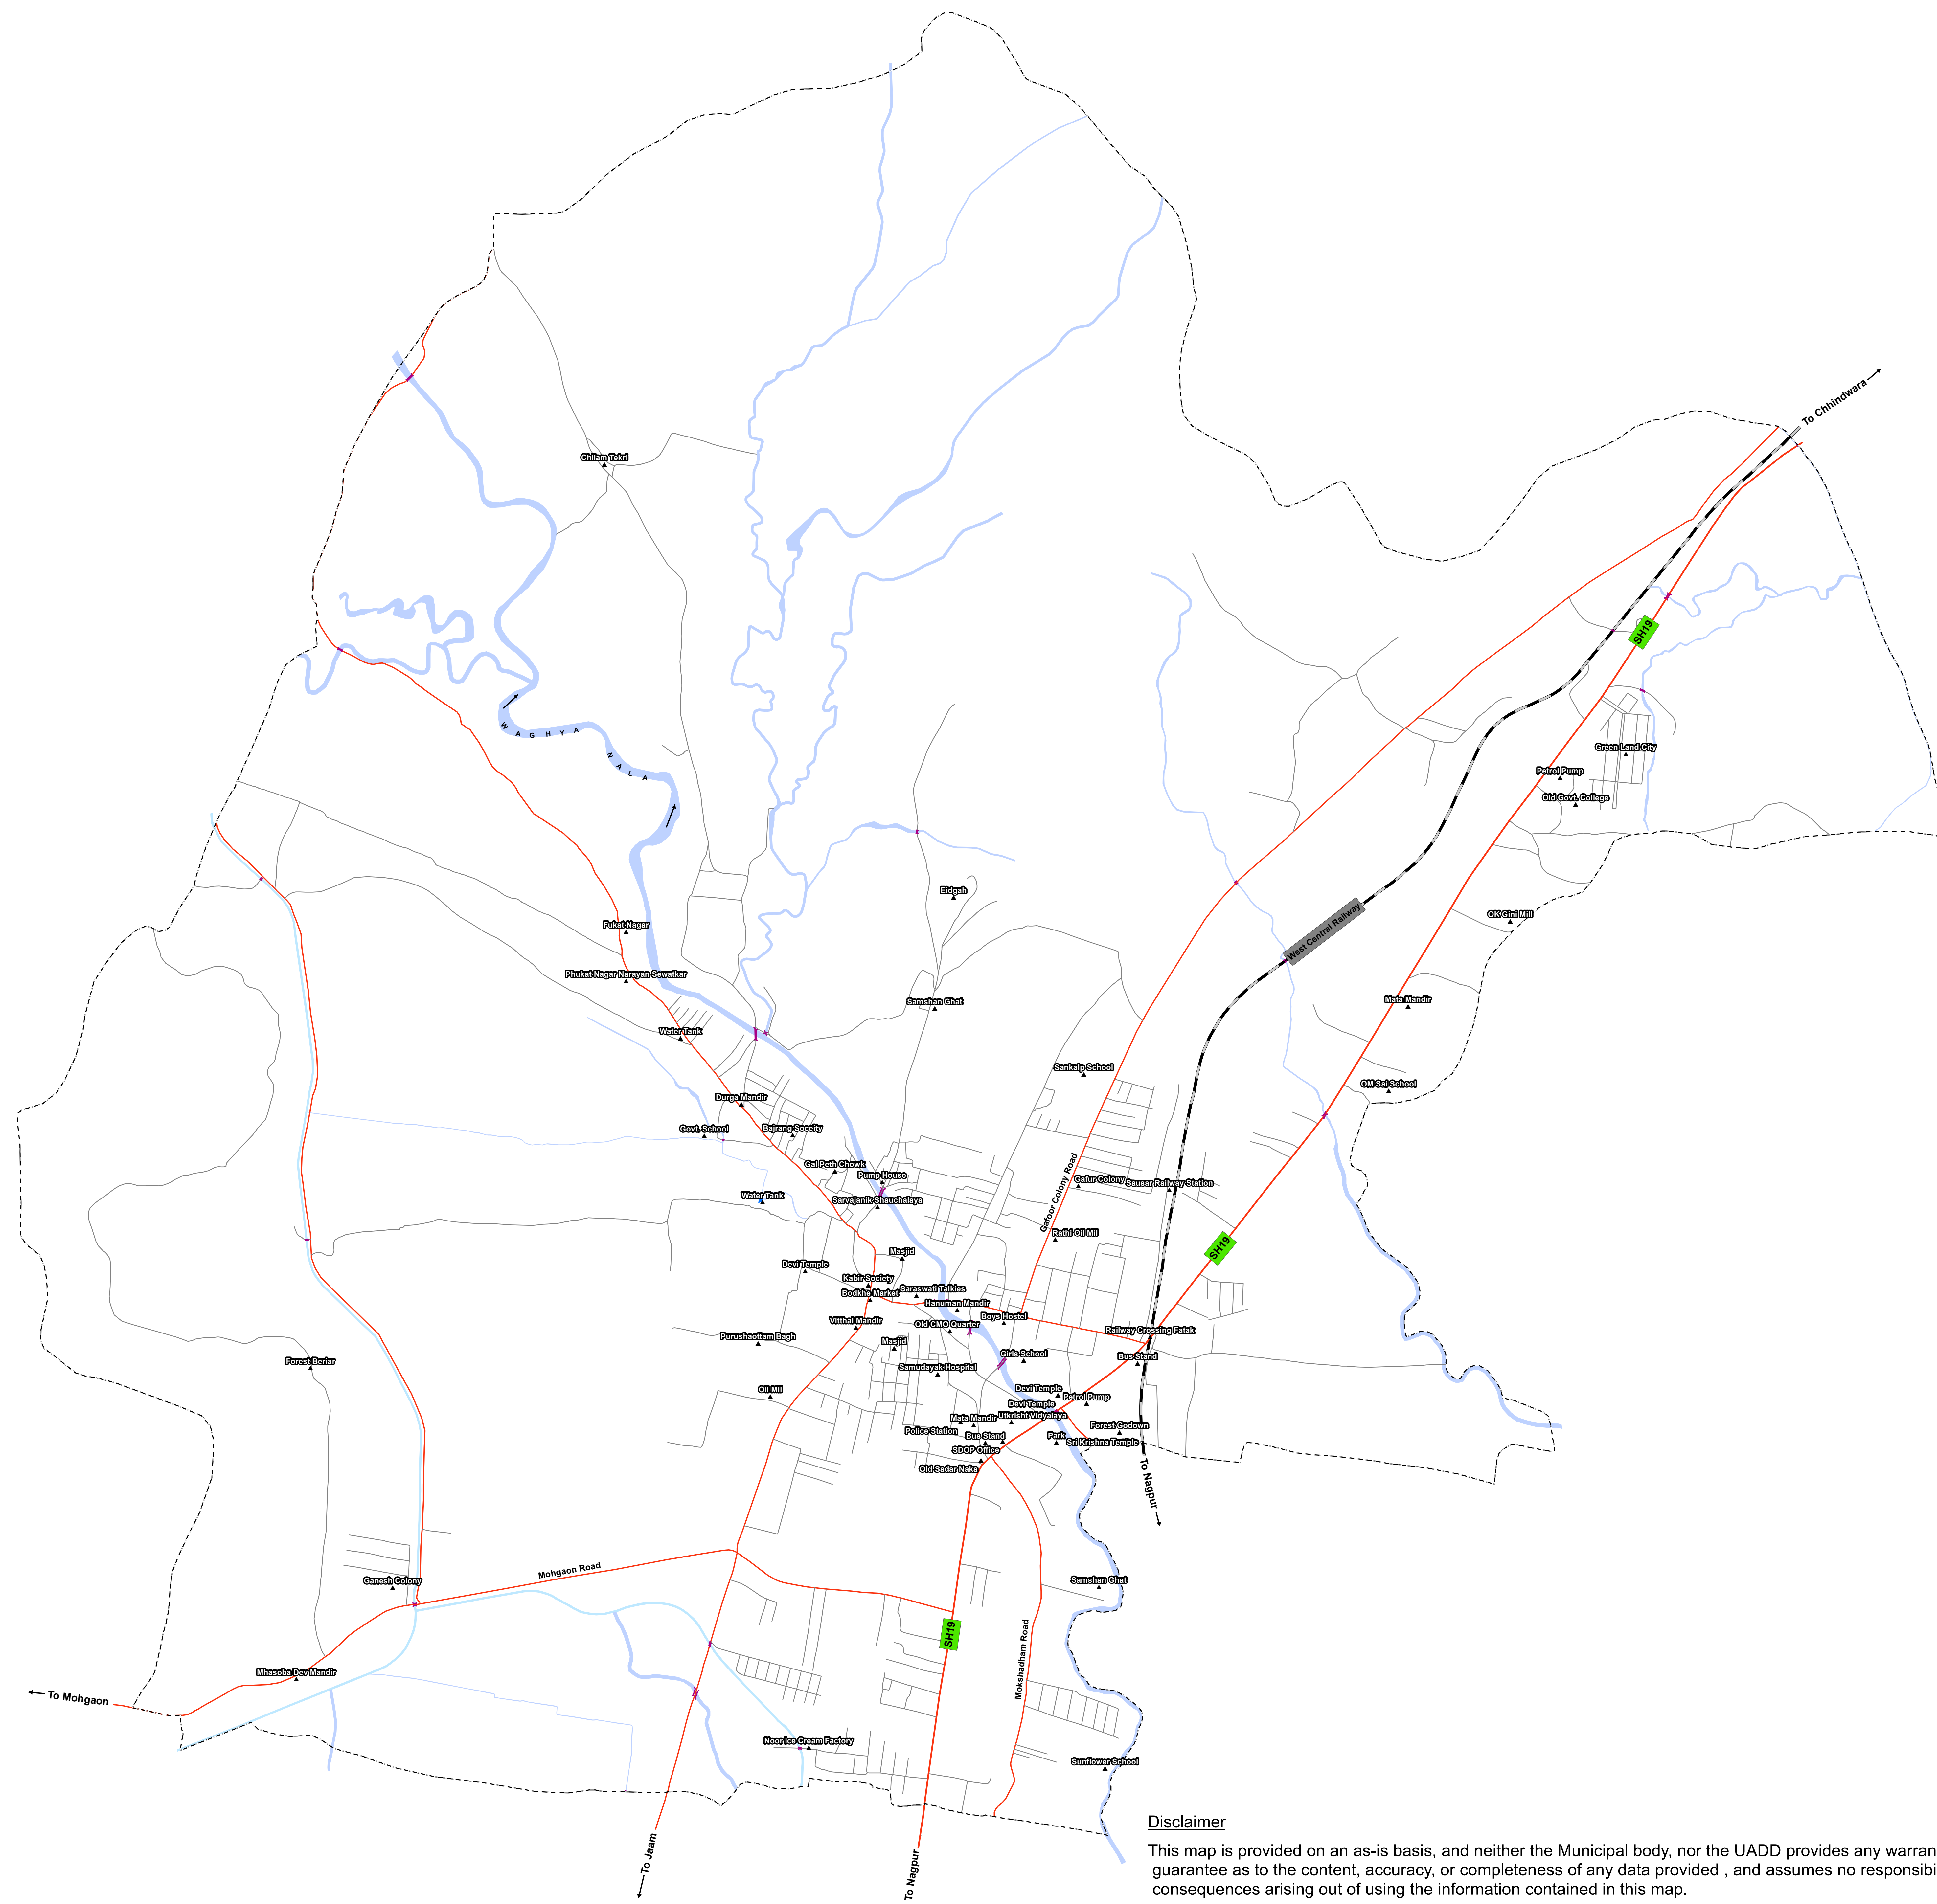 To Chhindwara
Chilam Tekri
SH19
WAGHYA NALA
Green Land City
Petrol Pump
Old Govt. College
Eidgah
West Central Railway
OK Gini Mill
Fukat Nagar
Phukat Nagar Narayan Sewatkar
Samshan Ghat
Mata Mandir
Water Tank
Sankalp School
OM Sai School
Durga Mandir
Govt. School
Bajrang Soceity
Gal Peth Chowk
Pump House
Gafoor Colony Road
Gafur Colony
Sausar Railway Station
Water Tank
Sarvajanik Shauchalaya
Rathi Oil Mil
SH19
Masjid
Devi Temple
Kabir Society
Bodkhe Market
Saraswati Talkies
Hanuman Mandir
Boys Hostel
Vitthal Mandir
Old CMO Quarter
Railway Crossing Fatak
Purushaottam Bagh
Masjid
Girls School
Bus Stand
Forest Beriar
Samudayak Hospital
Oil Mil
Devi Temple
Petrol Pump
Devi Temple
Mata Mandir
Utkrisht Vidyalaya
Forest Godown
Police Station
Bus Stand
Park
Sri Krishna Temple
SDOP Office
Old Sadar Naka
To Nagpur
Mohgaon Road
Ganesh Colony
Samshan Ghat
SH19
Mokshadham Road
Mhasoba Dev Mandir
To Mohgaon
Noor Ice Cream Factory
Sunflower School
To Jaam
To Nagpur
Disclaimer
This map is provided on an as-is basis, and neither the Municipal body, nor the UADD provides any warran
guarantee as to the content, accuracy, or completeness of any data provided , and assumes no responsibi
consequences arising out of using the information contained in this map.